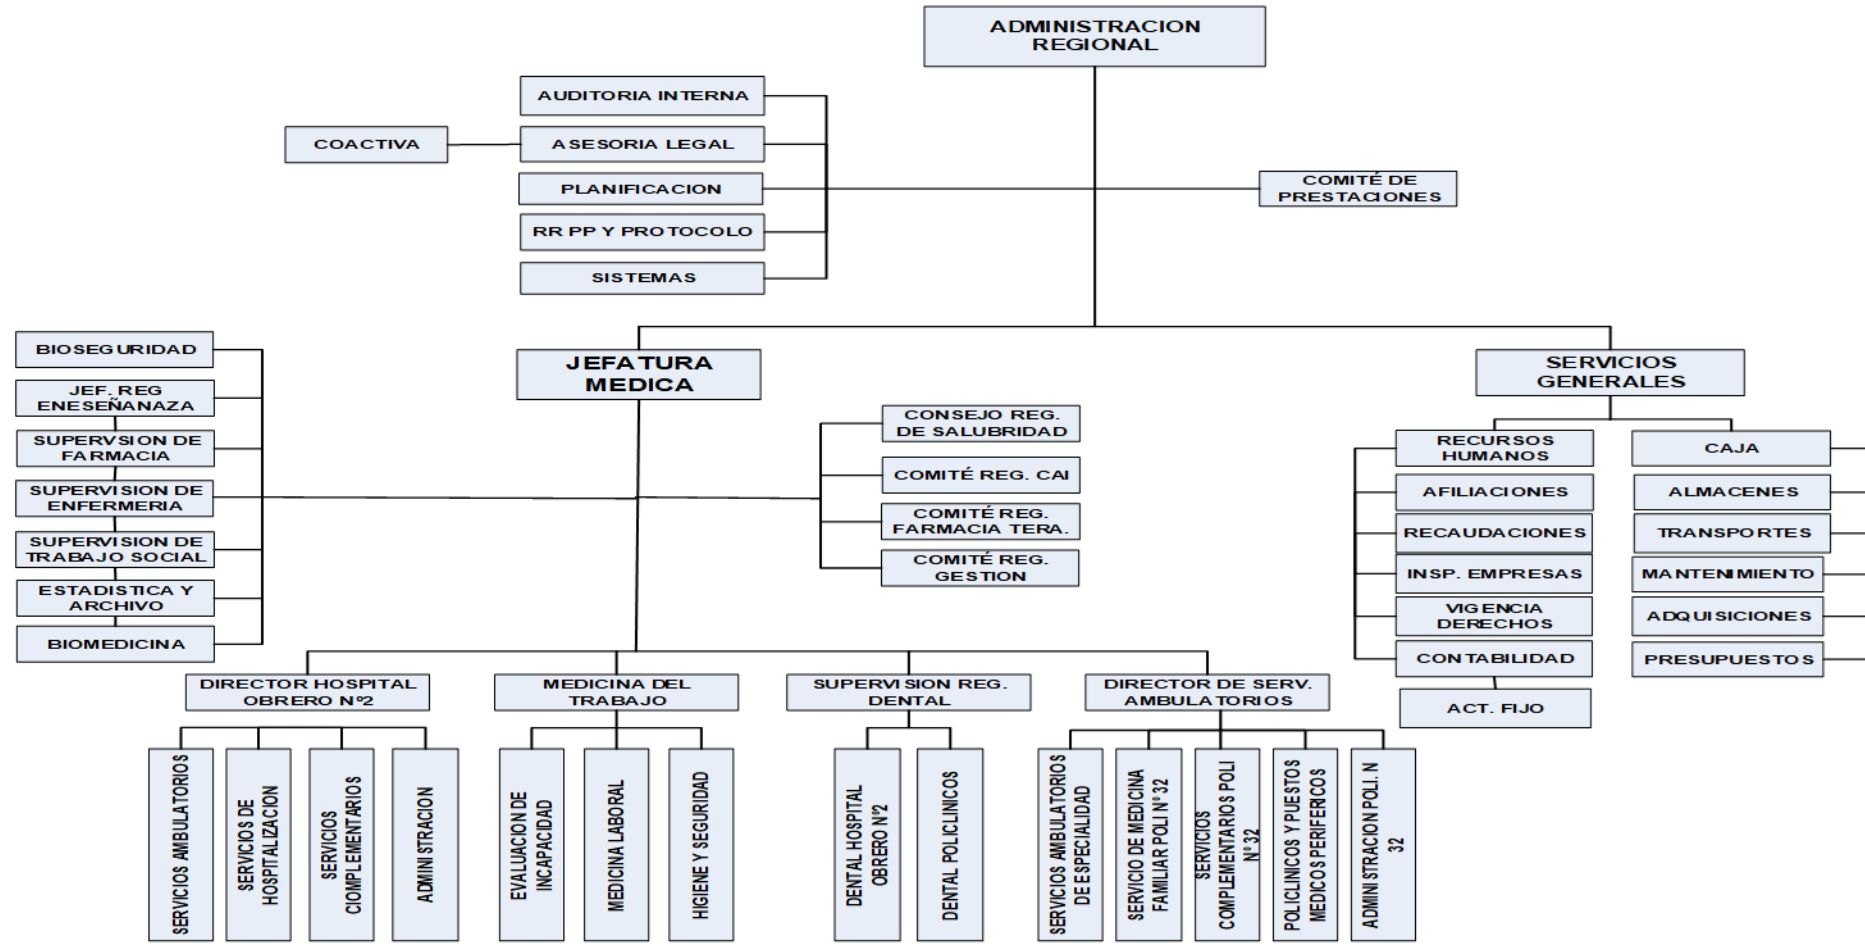 ADMINISTRACION
REGIONAL
AUDITORIA INTERNA
COACTIVA
ASESORIA LEGAL
PLANIFICACION
COMITÉ DE
PRESTACIONES
RR PP Y PROTOCOLO
SISTEMAS
BIOSEGURIDAD
JEF. REG
ENESEÑANAZA
SUPERVSION DE
FARMACIA
SUPERVISION DE
ENFERMERIA
SUPERVISION DE
TRABAJO SOCIAL
ESTADISTICA Y
ARCHIVO
BIOMEDICINA
JEFATURA
MEDICA
CONSEJO REG.
DE SALUBRIDAD
COMITÉ REG. CAI
COMITÉ REG.
FARMACIA TERA.
COMITÉ REG.
GESTION
SERVICIOS
GENERALES
RECURSOS
HUMANOS
AFILIACIONES
RECAUDACIONES
INSP. EMPRESAS
VIGENCIA
DERECHOS
CONTABILIDAD
ACT. FIJO
CAJA
ALMACENES
TRANSPORTES
MANTENIMIENTO
ADQUISICIONES
PRESUPUESTOS
DIRECTOR HOSPITAL
OBRERO Nº2
MEDICINA DEL
TRABAJO
SUPERVISION REG.
DENTAL
DIRECTOR DE SERV.
AMBULATORIOS
SERVICIOS AMBULATORIOS
SERVICIOS DE
HOSPITALIZACION
SERVICIOS
CIOMPLEMENTARIOS
ADMINISTRACION
EVALUACION DE
INCAPACIDAD
MEDICINA LABORAL
HIGIENE Y SEGURIDAD
DENTAL HOSPITAL
OBRERO Nº2
DENTAL POLICLINICOS
SERVICIOS AMBULATORIOS
DE ESPECIALIDAD
SERVICIO DE MEDICINA
FAMILIAR POLI Nº 32
SERVICIOS
COMPLEMENTARIOS POLI
Nº 32
POLICLINICOS Y PUESTOS
MEDICOS PERIFERICOS
ADMINISTRACION POLI. N
32